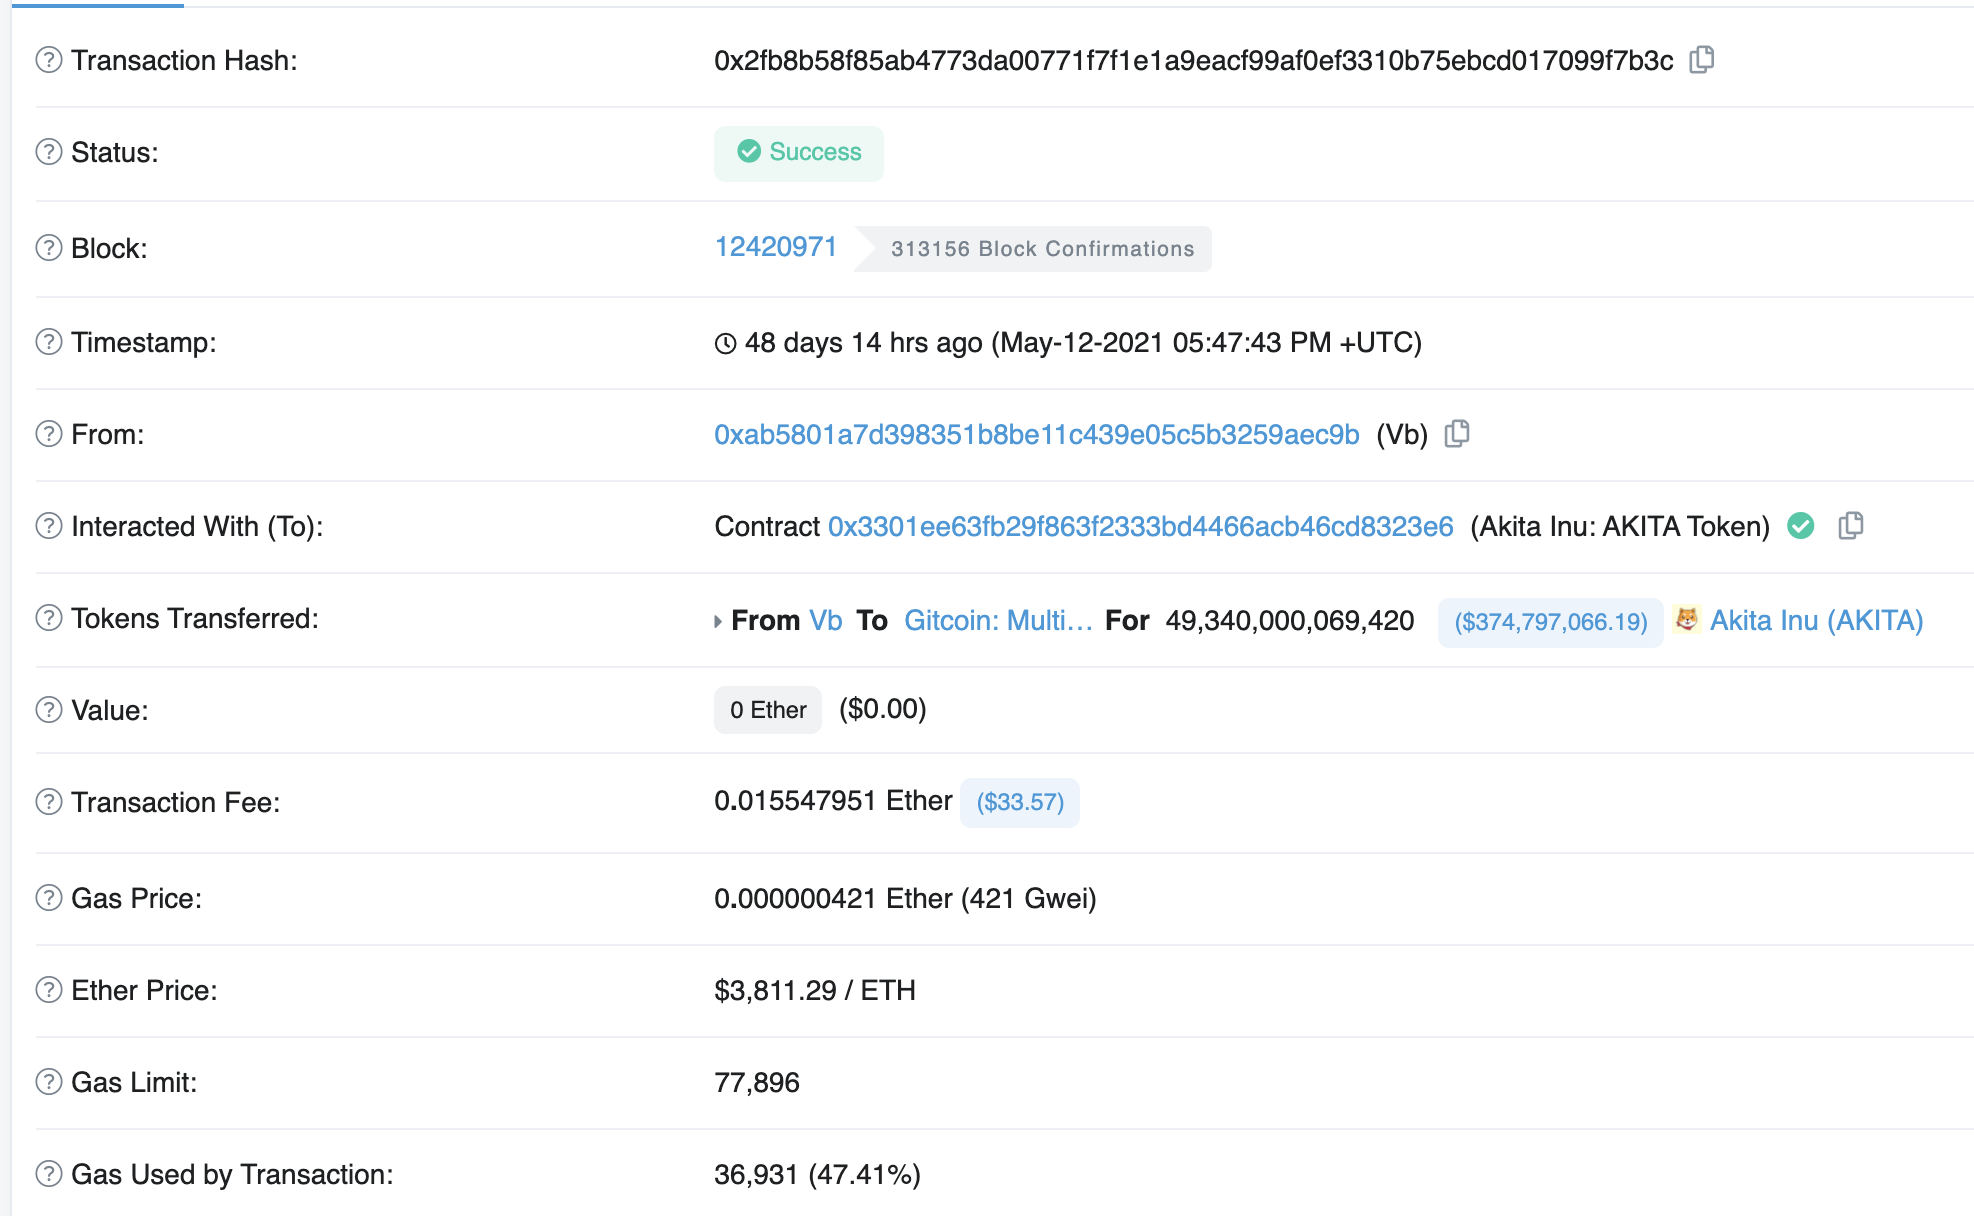 Transaction Hash: 0x2fb8b58f85ab4773da00771f7f1e1a9eacf99af0ef3310b75ebcd017099f7b3c
Status: Success
Block: 12420971 313156 Block Confirmations
Timestamp: 48 days 14 hrs ago (May-12-2021 05:47:43 PM +UTC)
From: 0xab5801a7d398351b8be11c439e05c5b3259aec9b (Vb)
Interacted With (To): Contract 0x3301ee63fb29f863f2333bd4466acb46cd8323e6 (Akita Inu: AKITA Token)
Tokens Transferred: From Vb To Gitcoin: Multi... For 49,340,000,069,420 ($374,797,066.19) Akita Inu (AKITA)
Value: 0 Ether ($0.00)
Transaction Fee: 0.015547951 Ether ($33.57)
Gas Price: 0.000000421 Ether (421 Gwei)
Ether Price: $3,811.29 / ETH
Gas Limit: 77,896
Gas Used by Transaction: 36,931 (47.41%)